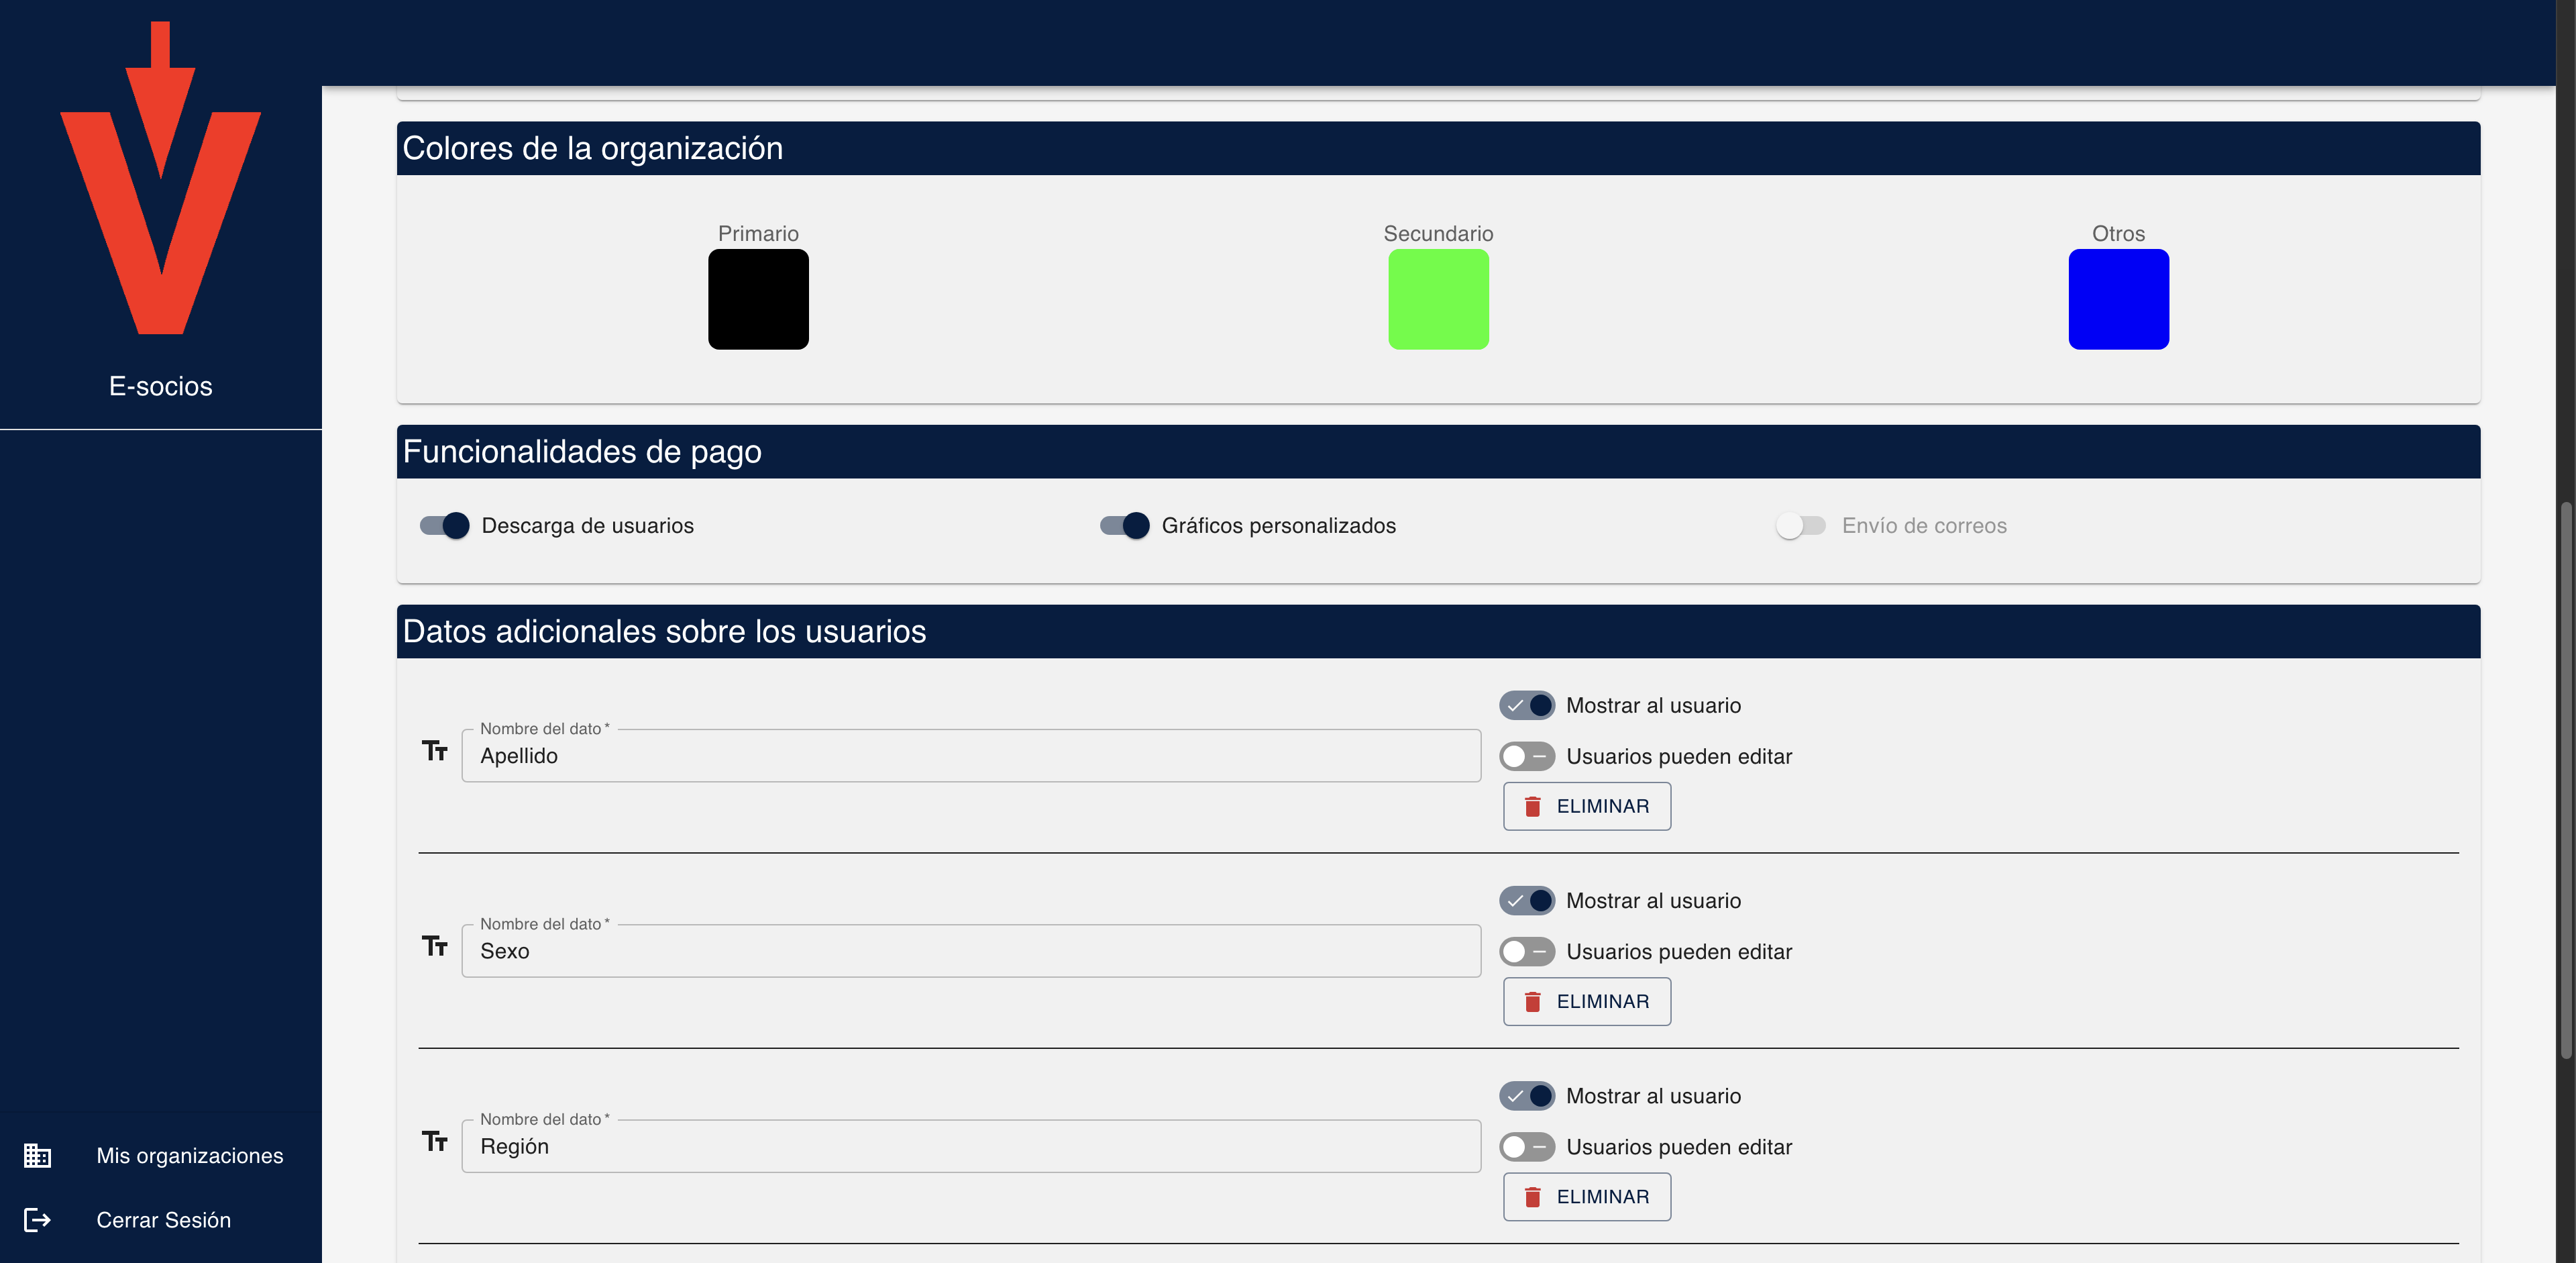 E-socios
Mis organizaciones
Cerrar Sesión
Colores de la organización
Primario
Secundario
Otros
Funcionalidades de pago
Descarga de usuarios
Gráficos personalizados
Envío de correos
Datos adicionales sobre los usuarios
Nombre del dato *
Apellido
Mostrar al usuario
Usuarios pueden editar
ELIMINAR
Nombre del dato *
Sexo
Mostrar al usuario
Usuarios pueden editar
ELIMINAR
Nombre del dato *
Región
Mostrar al usuario
Usuarios pueden editar
ELIMINAR